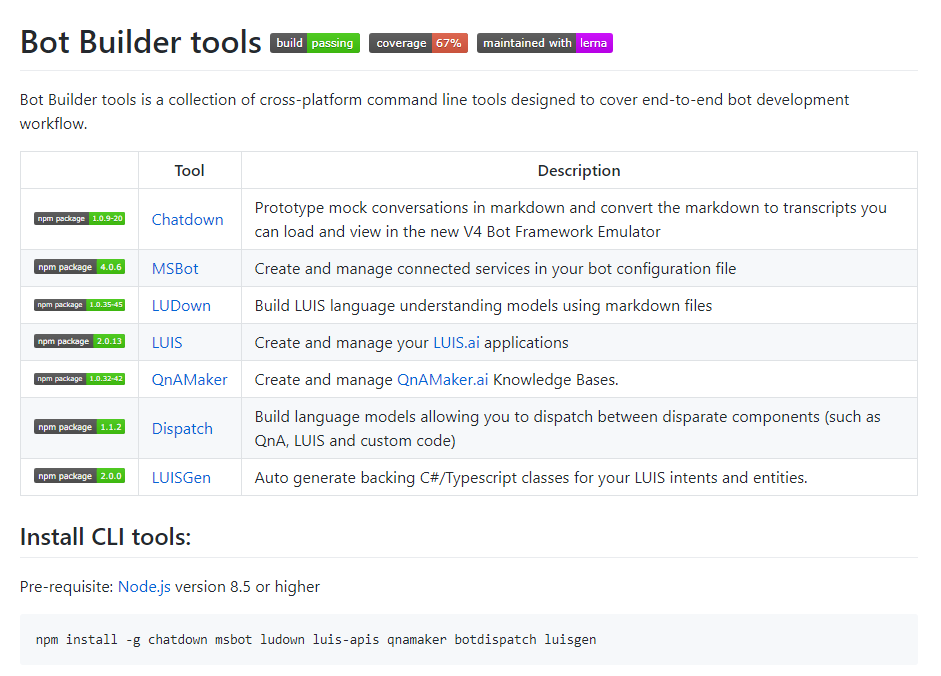 Bot Builder tools build passing coverage 67% maintained with lerna
Bot Builder tools is a collection of cross-platform command line tools designed to cover end-to-end bot development
workflow.
Tool Description
npm package 1.0.9-20 Chatdown Prototype mock conversations in markdown and convert the markdown to transcripts you
can load and view in the new V4 Bot Framework Emulator
npm package 4.0.6 MSBot Create and manage connected services in your bot configuration file
npm package 1.0.35-45 LUDown Build LUIS language understanding models using markdown files
npm package 2.0.13 LUIS Create and manage your LUIS.ai applications
npm package 1.0.32-42 QnAMaker Create and manage QnAMaker.ai Knowledge Bases.
npm package 1.1.2 Dispatch Build language models allowing you to dispatch between disparate components (such as
QnA, LUIS and custom code)
npm package 2.0.0 LUISGen Auto generate backing C#/Typescript classes for your LUIS intents and entities.
Install CLI tools:
Pre-requisite: Node.js version 8.5 or higher
npm install -g chatdown msbot ludown luis-apis qnamaker botdispatch luisgen